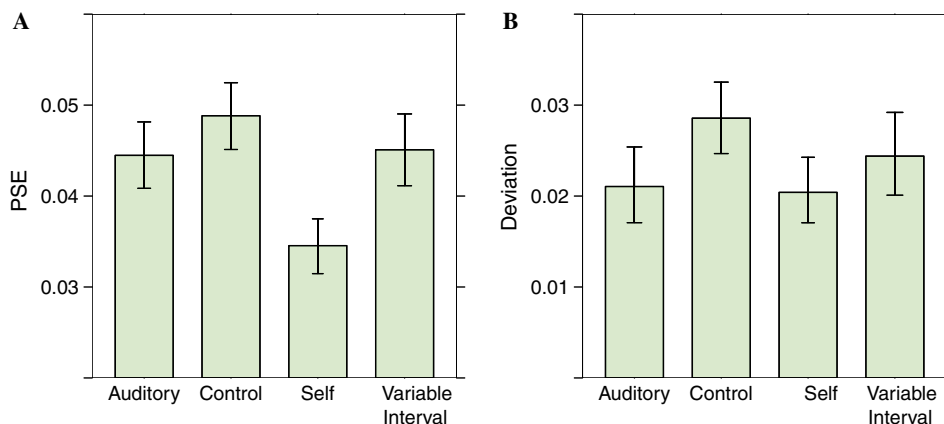 A
PSE
0.05
0.04
0.03
Auditory Control Self Variable
Interval
B
Deviation
0.03
0.02
0.01
Auditory Control Self Variable
Interval